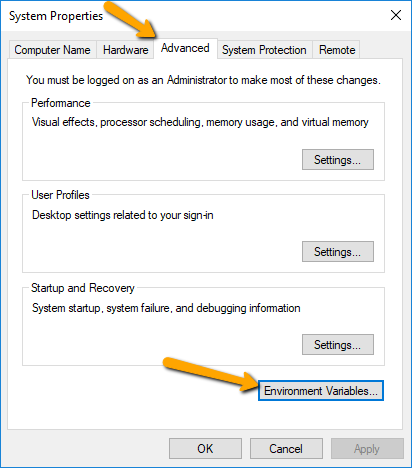 System Properties
Computer Name Hardware Advanced System Protection Remote
You must be logged on as an Administrator to make most of these changes.
Performance
Visual effects, processor scheduling, memory usage, and virtual memory
Settings...
User Profiles
Desktop settings related to your sign-in
Settings...
Startup and Recovery
System startup, system failure, and debugging information
Settings...
Environment Variables...
OK Cancel Apply